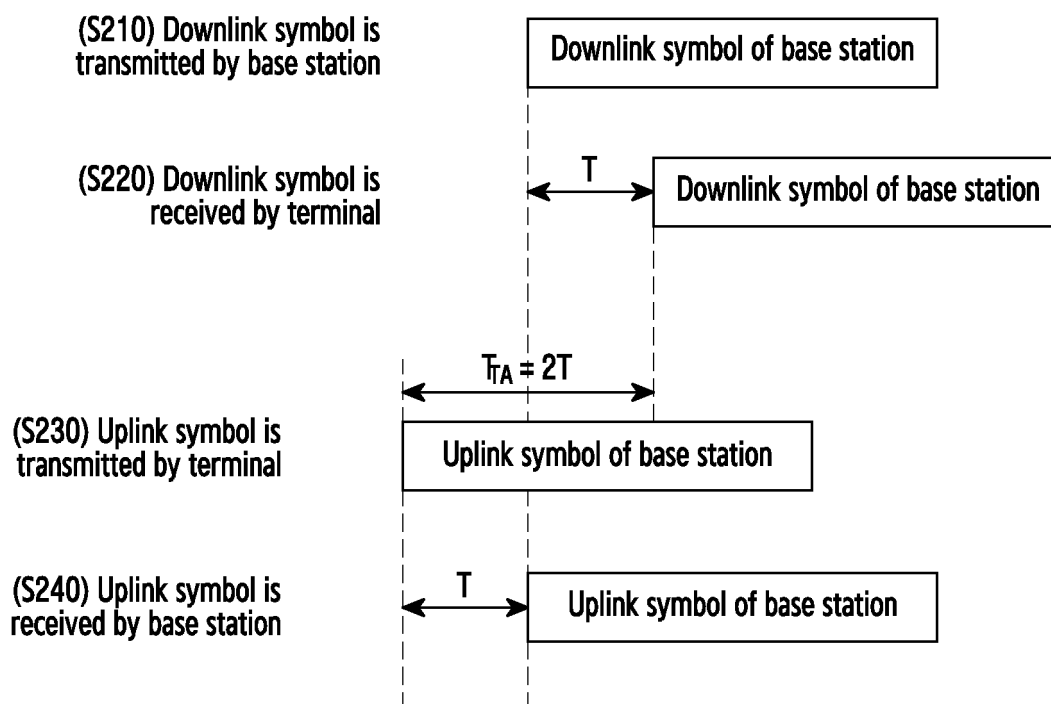 (S210) Downlink symbol is
transmitted by base station
Downlink symbol of base station
(S220) Downlink symbol is
received by terminal
T
Downlink symbol of base station
TTA = 2T
(S230) Uplink symbol is
transmitted by terminal
Uplink symbol of base station
(S240) Uplink symbol is
received by base station
T
Uplink symbol of base station